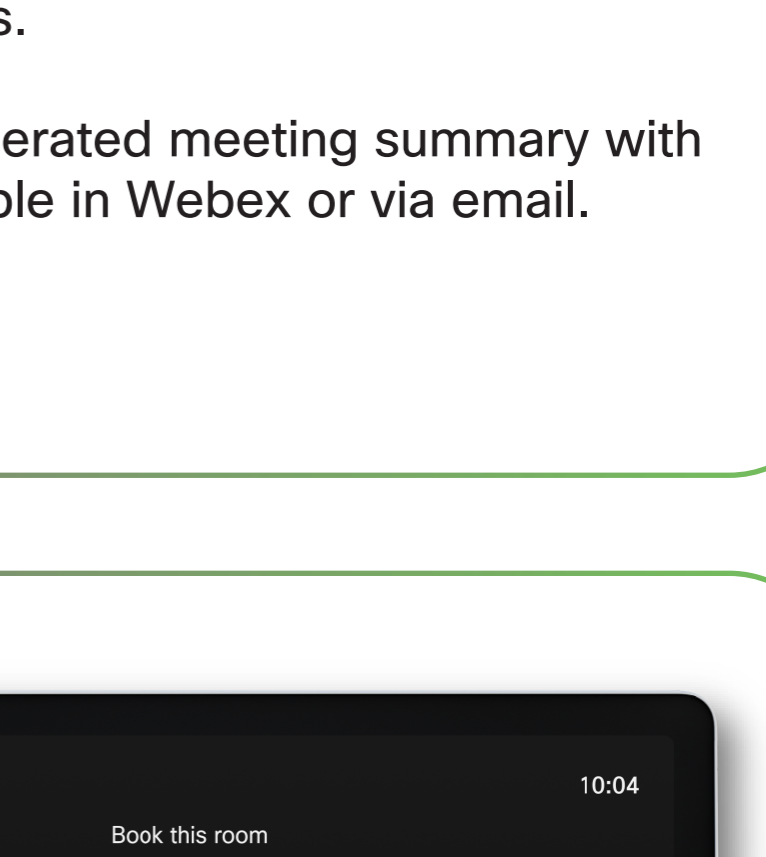 s.
erated meeting summary with
ble in Webex or via email.
10:04
Book this room